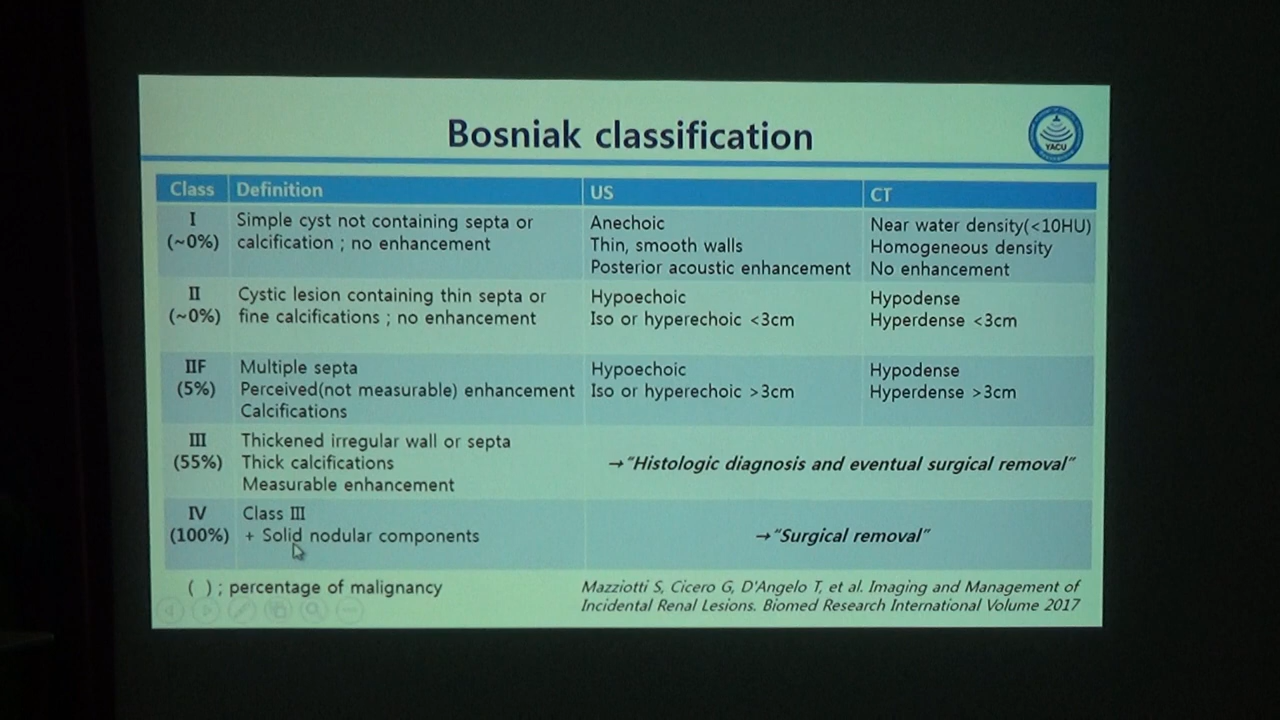 Bosniak classification
YACU
Class Definition US CT
I
(~0%)
Simple cyst not containing septa or
calcification ; no enhancement
Anechoic
Thin, smooth walls
Posterior acoustic enhancement
Near water density(<10HU)
Homogeneous density
No enhancement
II
(~0%)
Cystic lesion containing thin septa or
fine calcifications ; no enhancement
Hypoechoic
Iso or hyperechoic <3cm
Hypodense
Hyperdense <3cm
IIF
(5%)
Multiple septa
Perceived(not measurable) enhancement
Calcifications
Hypoechoic
Iso or hyperechoic >3cm
Hypodense
Hyperdense >3cm
III
(55%)
Thickened irregular wall or septa
Thick calcifications
Measurable enhancement
→"Histologic diagnosis and eventual surgical removal"
IV
(100%)
Class III
+ Solid nodular components
→"Surgical removal"
( ) ; percentage of malignancy
Mazziotti S, Cicero G, D'Angelo T, et al. Imaging and Management of
Incidental Renal Lesions. Biomed Research International Volume 2017